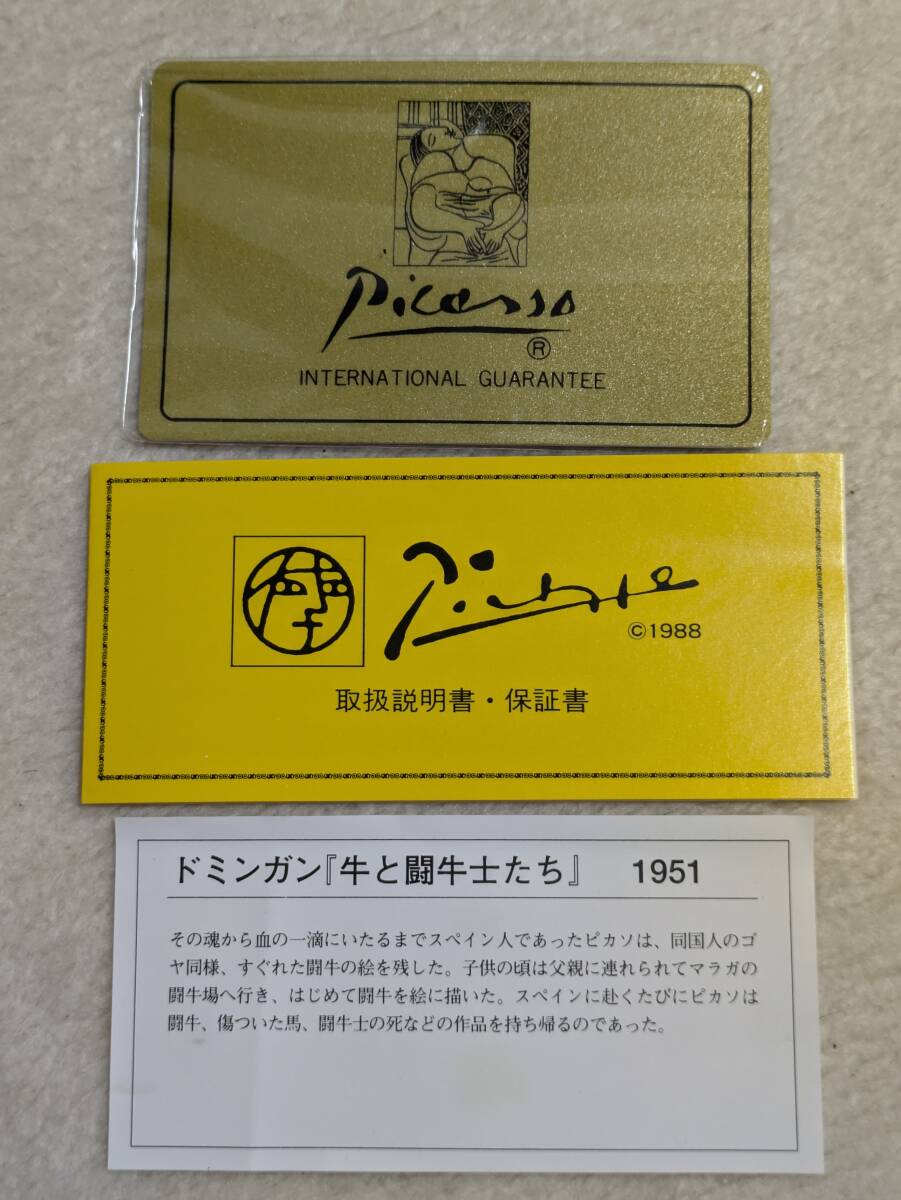 Picasso
®
INTERNATIONAL GUARANTEE
©1988
取扱説明書・保証書
ドミンガン『牛と闘牛士たち』 1951
その魂から血の一滴にいたるまでスペイン人であったピカソは、同国人のゴ
ヤ同様、すぐれた闘牛の絵を残した。子供の頃は父親に連れられてマラガの
闘牛場へ行き、はじめて闘牛を絵に描いた。スペインに赴くたびにピカソは
闘牛、傷ついた馬、闘牛士の死などの作品を持ち帰るのであった。